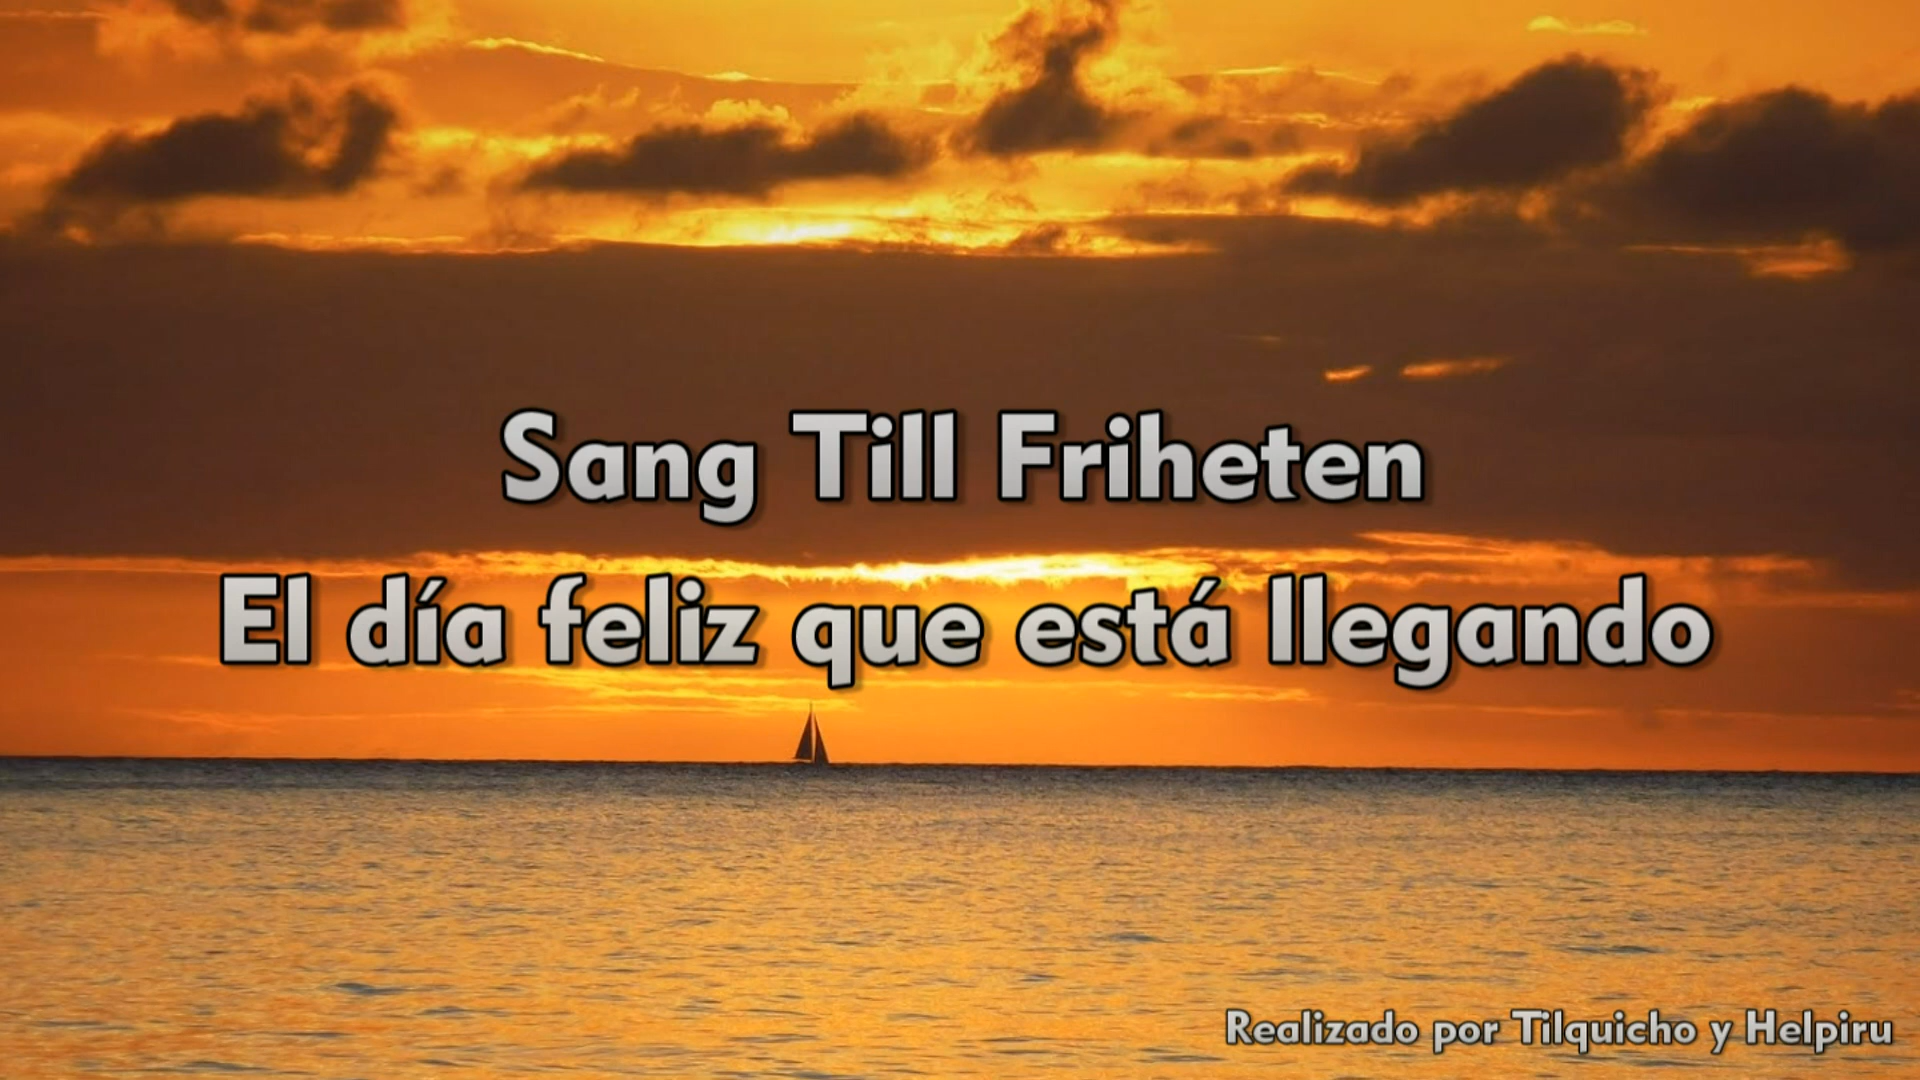 Sang Till Friheten
El día feliz que está llegando
Realizado por Tilquicho y Helpiru